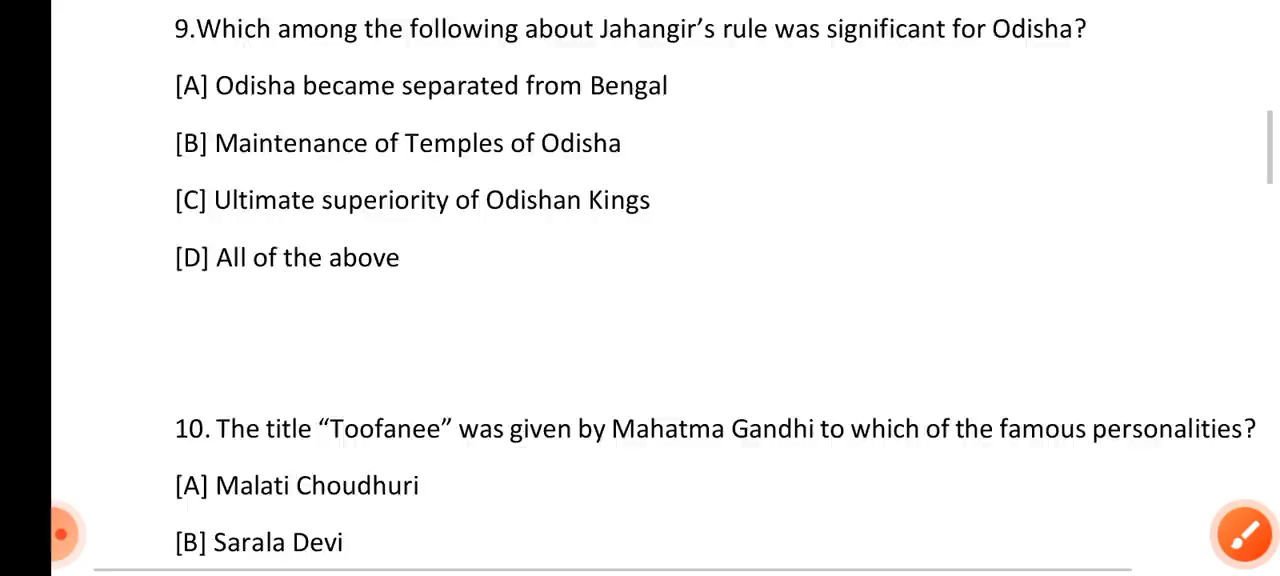 9.Which among the following about Jahangir’s rule was significant for Odisha?
[A] Odisha became separated from Bengal
[B] Maintenance of Temples of Odisha
[C] Ultimate superiority of Odishan Kings
[D] All of the above
10. The title “Toofanee” was given by Mahatma Gandhi to which of the famous personalities?
[A] Malati Choudhuri
[B] Sarala Devi